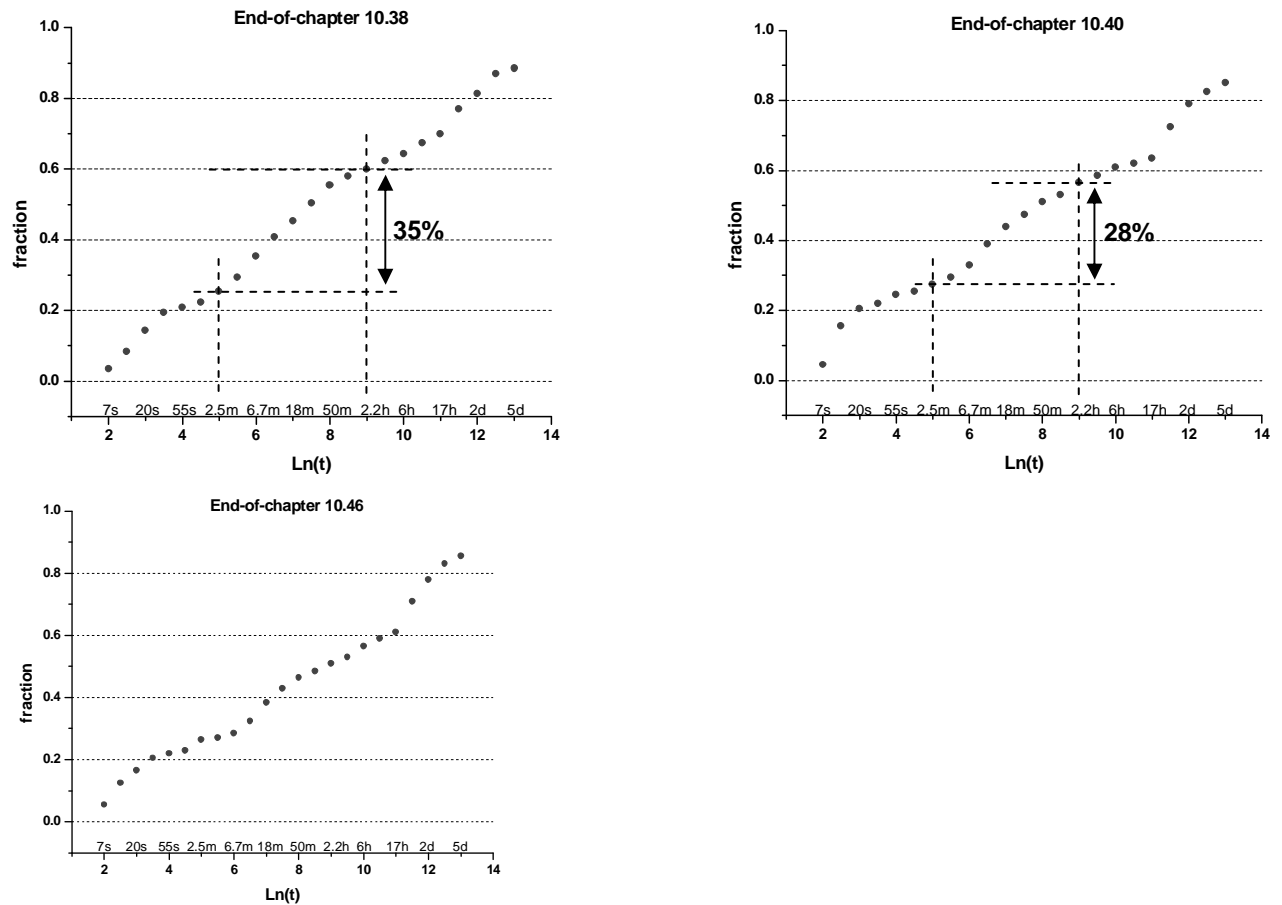 End-of-chapter 10.38
1.0
0.8
0.6
0.4
0.2
0.0
fraction
35%
7s 20s 55s 2.5m 6.7m 18m 50m 2.2h 6h 17h 2d 5d
2 4 6 8 10 12 14
Ln(t)
End-of-chapter 10.40
1.0
0.8
0.6
0.4
0.2
0.0
fraction
28%
7s 20s 55s 2.5m 6.7m 18m 50m 2.2h 6h 17h 2d 5d
2 4 6 8 10 12 14
Ln(t)
End-of-chapter 10.46
1.0
0.8
0.6
0.4
0.2
0.0
fraction
7s 20s 55s 2.5m 6.7m 18m 50m 2.2h 6h 17h 2d 5d
2 4 6 8 10 12 14
Ln(t)